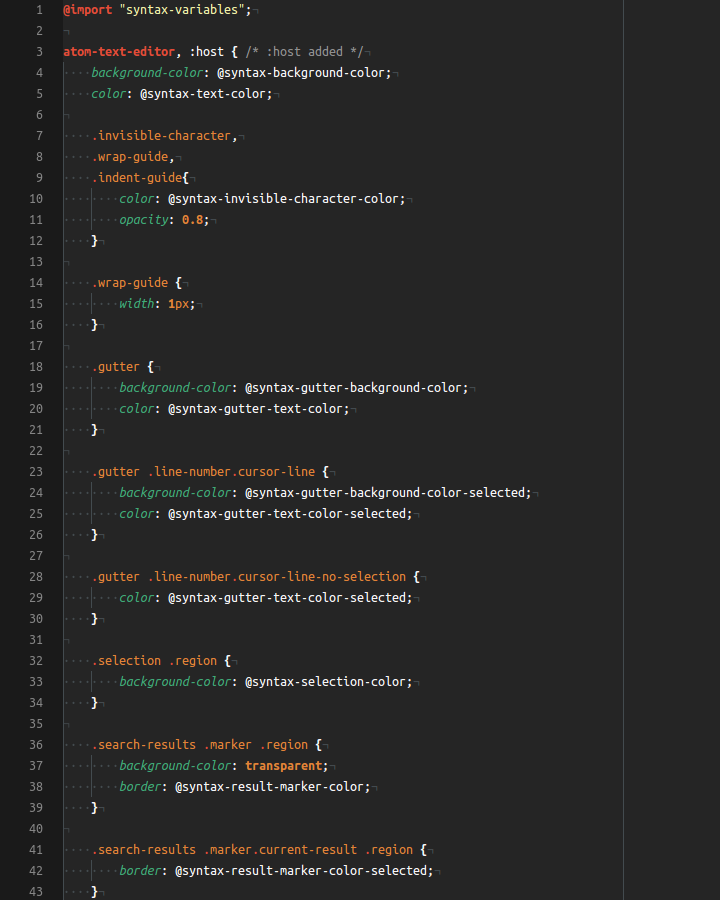 1 @import "syntax-variables";
2
3 atom-text-editor, :host { /* :host added */
4     background-color: @syntax-background-color;
5     color: @syntax-text-color;
6
7     .invisible-character,
8     .wrap-guide,
9     .indent-guide{
10         color: @syntax-invisible-character-color;
11         opacity: 0.8;
12     }
13
14     .wrap-guide {
15         width: 1px;
16     }
17
18     .gutter {
19         background-color: @syntax-gutter-background-color;
20         color: @syntax-gutter-text-color;
21     }
22
23     .gutter .line-number.cursor-line {
24         background-color: @syntax-gutter-background-color-selected;
25         color: @syntax-gutter-text-color-selected;
26     }
27
28     .gutter .line-number.cursor-line-no-selection {
29         color: @syntax-gutter-text-color-selected;
30     }
31
32     .selection .region {
33         background-color: @syntax-selection-color;
34     }
35
36     .search-results .marker .region {
37         background-color: transparent;
38         border: @syntax-result-marker-color;
39     }
40
41     .search-results .marker.current-result .region {
42         border: @syntax-result-marker-color-selected;
43     }